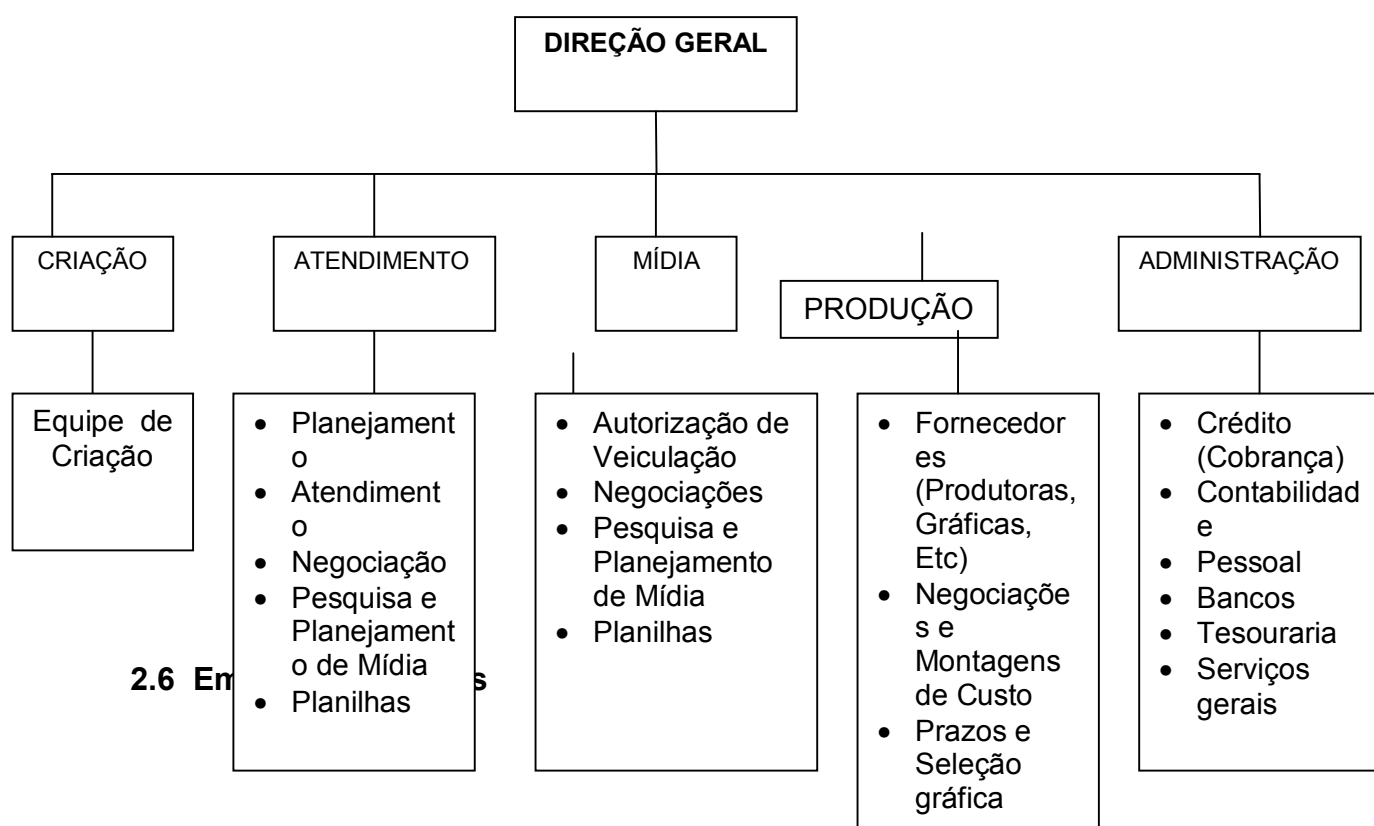 DIREÇÃO GERAL
CRIAÇÃO
ATENDIMENTO
MÍDIA
PRODUÇÃO
ADMINISTRAÇÃO
Equipe de
Criação
• Planejament
o
• Atendiment
o
• Negociação
• Pesquisa e
Planejament
o de Mídia
• Planilhas
• Autorização de
Veiculação
• Negociações
• Pesquisa e
Planejamento
de Mídia
• Planilhas
• Fornecedor
es
(Produtoras,
Gráficas,
Etc)
• Negociaçõe
s e
Montagens
de Custo
• Prazos e
Seleção
gráfica
• Crédito
(Cobrança)
• Contabilidad
e
• Pessoal
• Bancos
• Tesouraria
• Serviços
gerais
2.6